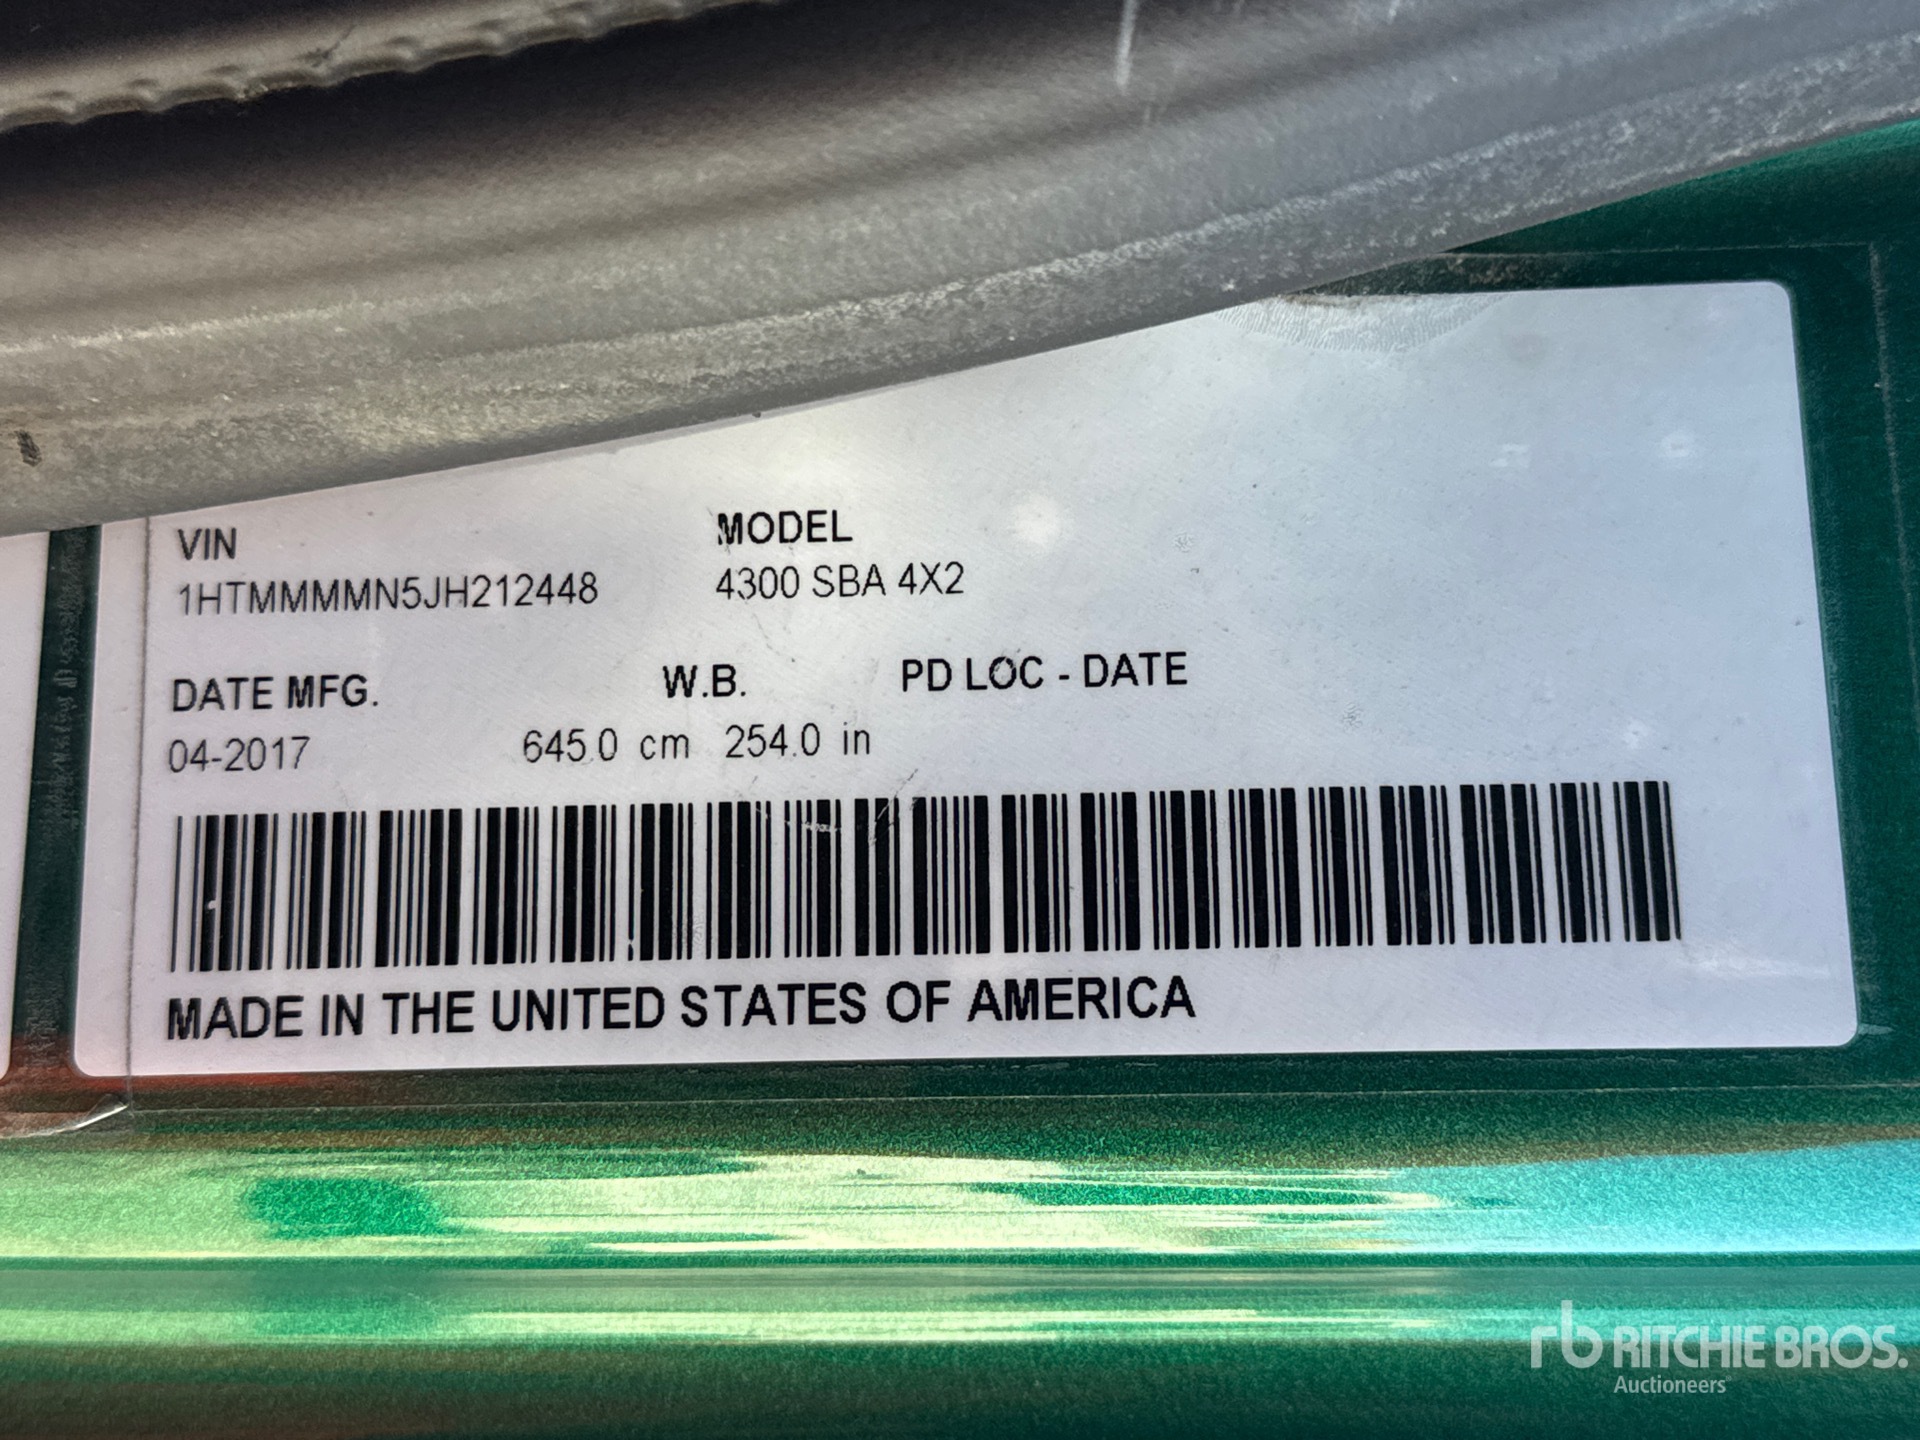 VIN
1HTMMMMN5JH212448
MODEL
4300 SBA 4X2
DATE MFG.
04-2017
W.B.
645.0 cm 254.0 in
PD LOC - DATE
MADE IN THE UNITED STATES OF AMERICA
rb RITCHIE BROS.
Auctioneers